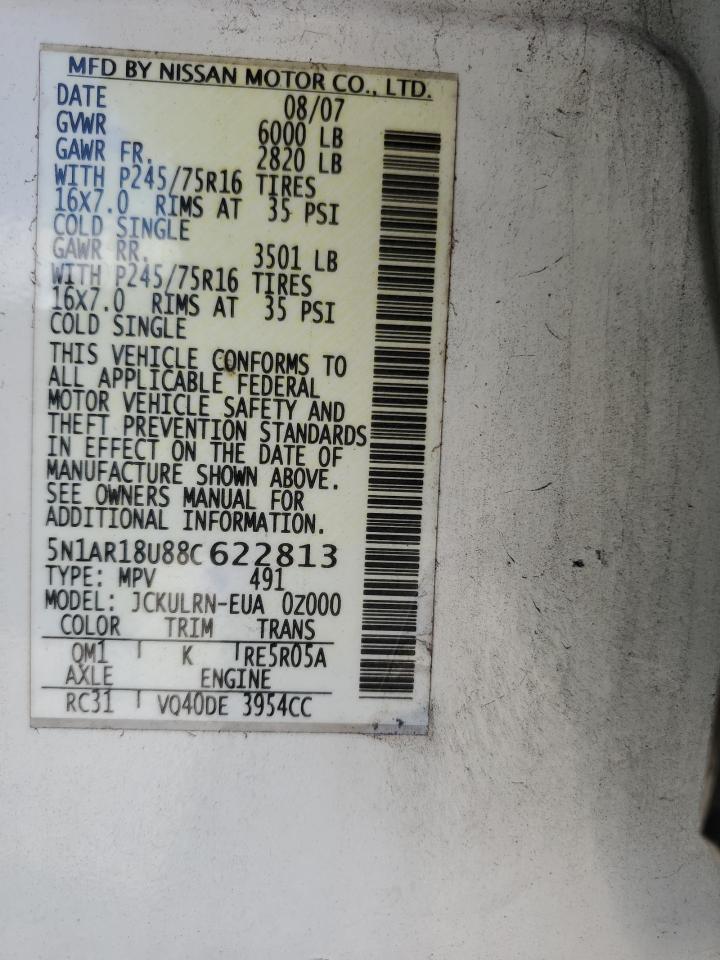 MFD BY NISSAN MOTOR CO., LTD.
DATE 08/07
GVWR 6000 LB
GAWR FR. 2820 LB
WITH P245/75R16 TIRES
16X7.0 RIMS AT 35 PSI
COLD SINGLE
GAWR RR. 3501 LB
WITH P245/75R16 TIRES
16X7.0 RIMS AT 35 PSI
COLD SINGLE
THIS VEHICLE CONFORMS TO
ALL APPLICABLE FEDERAL
MOTOR VEHICLE SAFETY AND
THEFT PREVENTION STANDARDS
IN EFFECT ON THE DATE OF
MANUFACTURE SHOWN ABOVE.
SEE OWNERS MANUAL FOR
ADDITIONAL INFORMATION.
5N1AR18U88C622813
TYPE: MPV 491
MODEL: JCKULRN-EUA 0Z000
COLOR TRIM TRANS
QM1 K RE5R05A
AXLE ENGINE
RC31 VQ40DE 3954CC